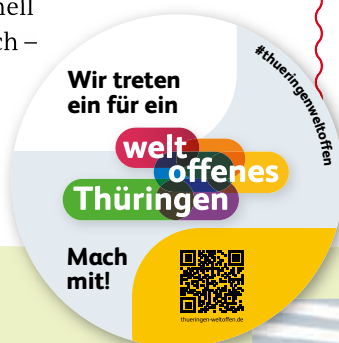 nell
ch –
#thueringenweltoffen
Wir treten
ein für ein
welt
offenes
Thüringen
Mach
mit!
thueringen-weltoffen.de